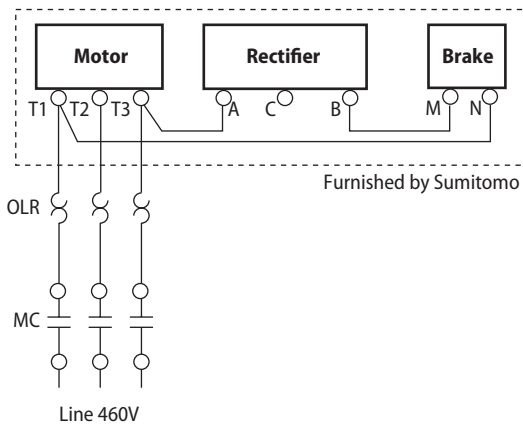 Motor Rectifier Brake
T1 T2 T3 A C B M N
Furnished by Sumitomo
OLR
MC
Line 460V